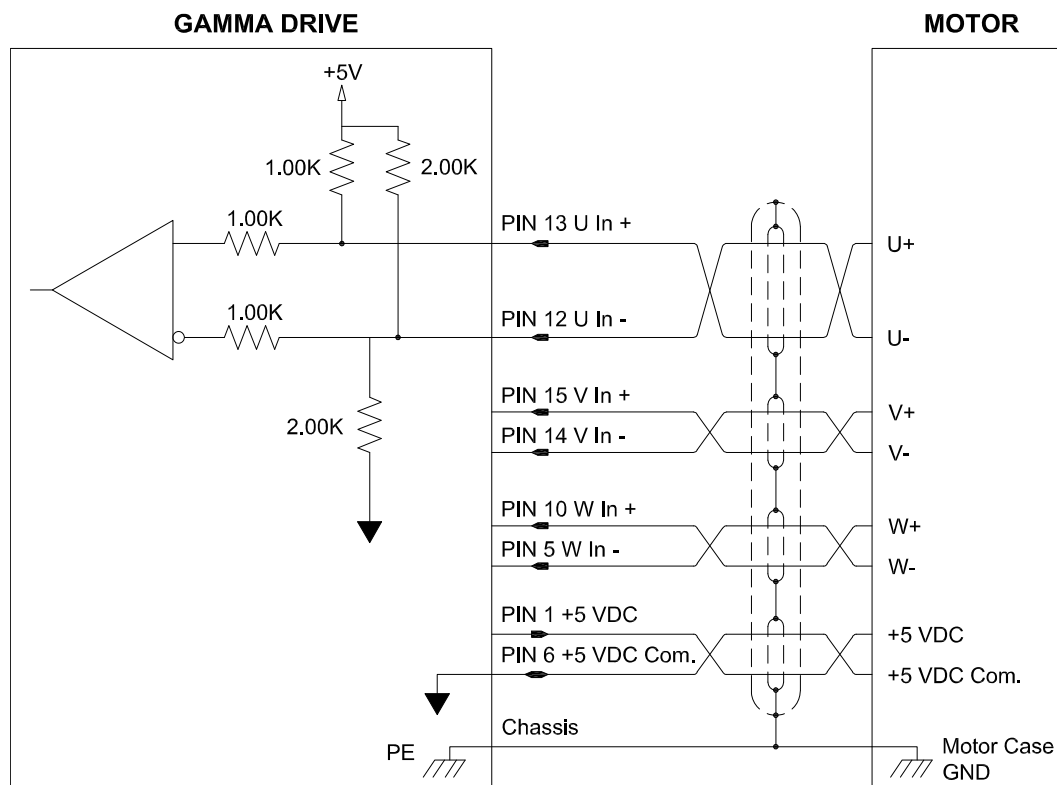 GAMMA DRIVE
MOTOR
+5V
1.00K
2.00K
1.00K
PIN 13 U In +
U+
1.00K
PIN 12 U In -
U-
PIN 15 V In +
V+
2.00K
PIN 14 V In -
V-
PIN 10 W In +
W+
PIN 5 W In -
W-
PIN 1 +5 VDC
+5 VDC
PIN 6 +5 VDC Com.
+5 VDC Com.
Chassis
PE
Motor Case
GND